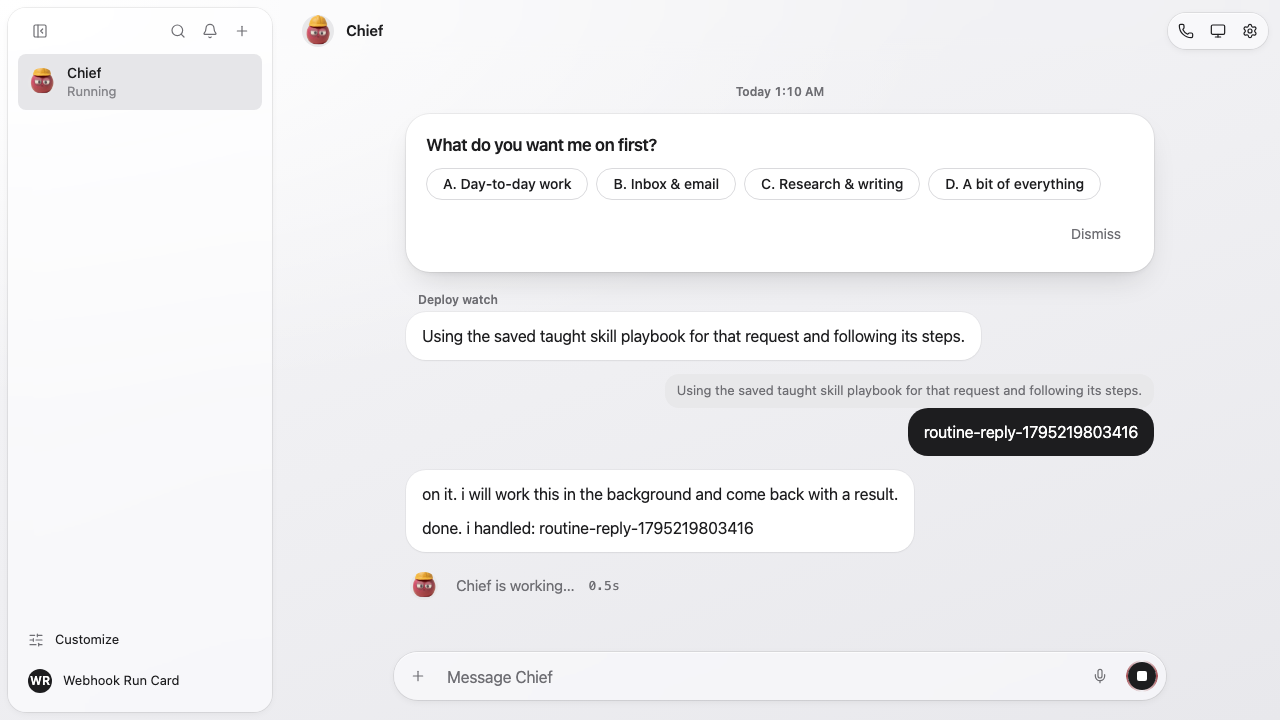 Chief
Running
Customize
WR
Webhook Run Card
Chief
Today 1:10 AM
What do you want me on first?
A. Day-to-day work
B. Inbox & email
C. Research & writing
D. A bit of everything
Dismiss
Deploy watch
Using the saved taught skill playbook for that request and following its steps.
Using the saved taught skill playbook for that request and following its steps.
routine-reply-1795219803416
on it. i will work this in the background and come back with a result.
done. i handled: routine-reply-1795219803416
Chief is working... 0.5s
Message Chief